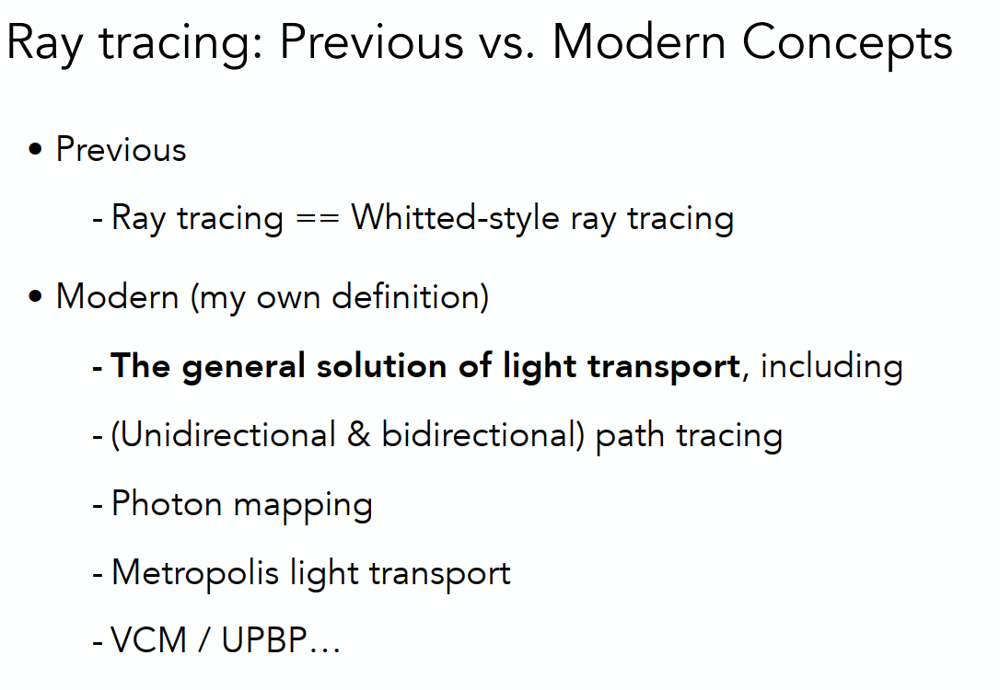 Ray tracing: Previous vs. Modern Concepts
• Previous
- Ray tracing == Whitted-style ray tracing
• Modern (my own definition)
- The general solution of light transport, including
- (Unidirectional & bidirectional) path tracing
- Photon mapping
- Metropolis light transport
- VCM / UPBP…